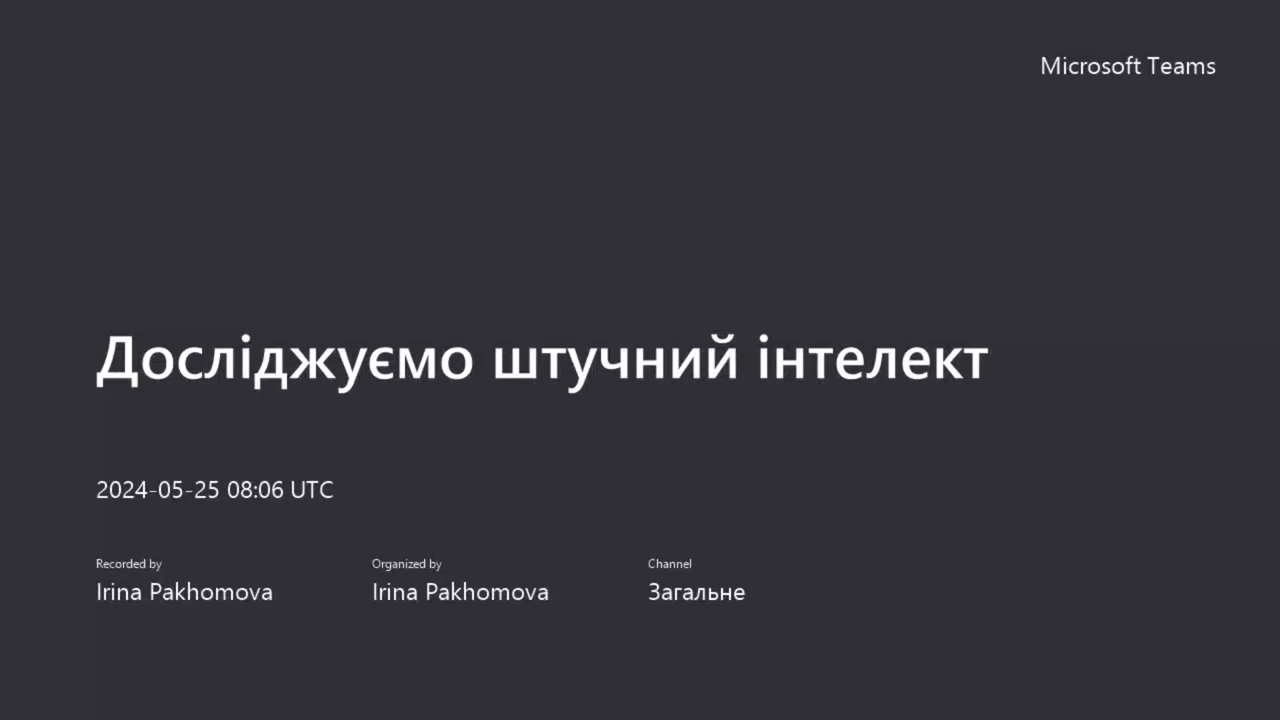 Microsoft Teams
Досліджуємо штучний інтелект
2024-05-25 08:06 UTC
Recorded by
Irina Pakhomova
Organized by
Irina Pakhomova
Channel
Загальне